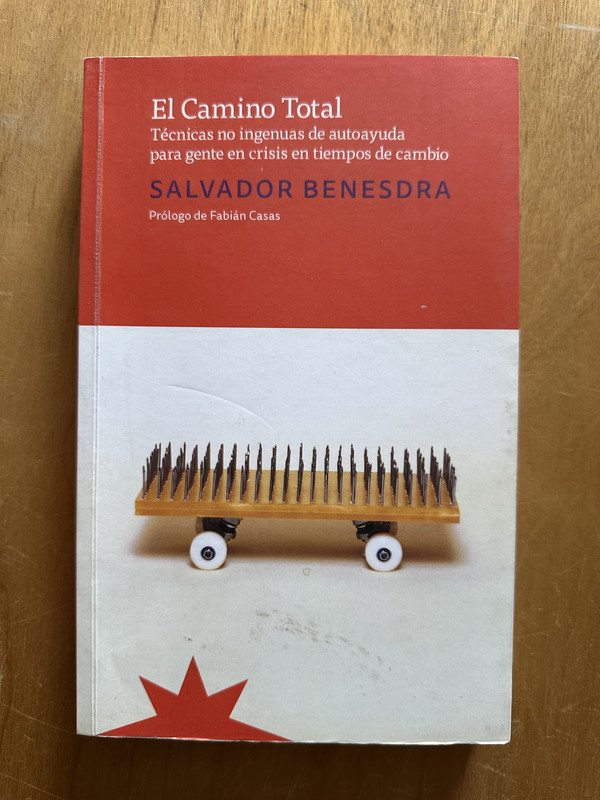 El Camino Total
Técnicas no ingenuas de autoayuda
para gente en crisis en tiempos de cambio
SALVADOR BENESDRA
Prólogo de Fabián Casas